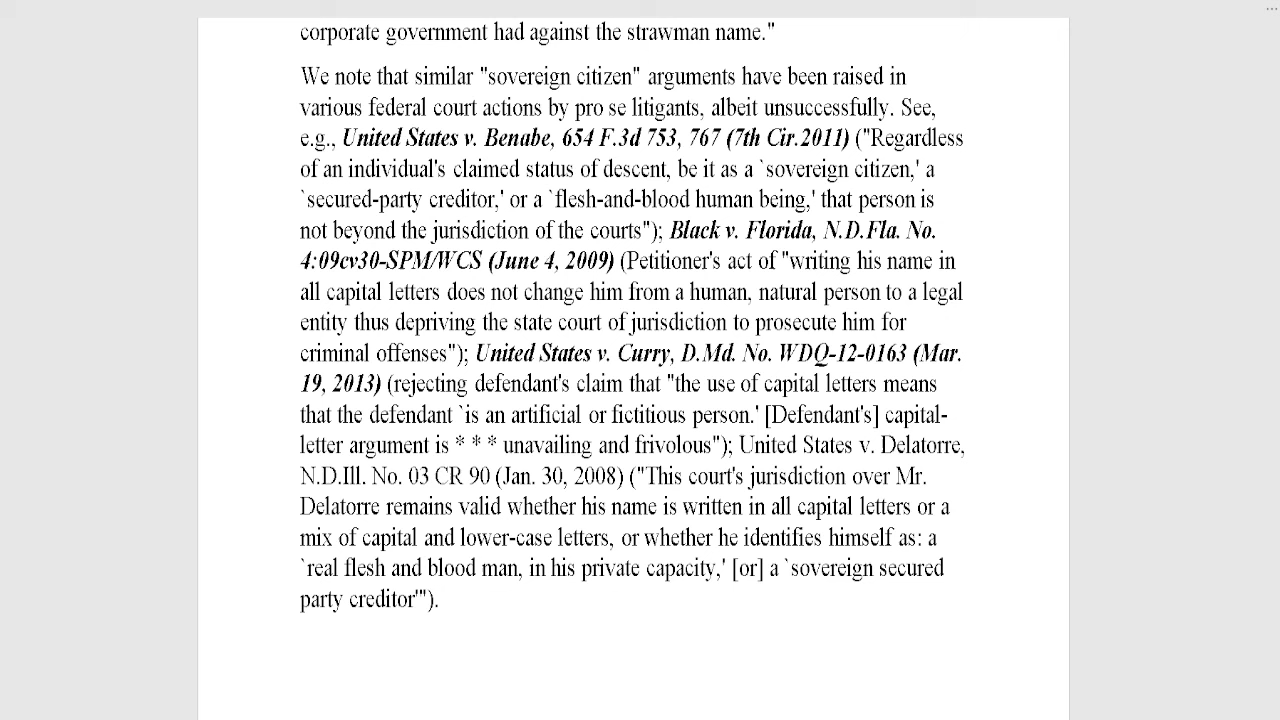 corporate government had against the strawman name."
We note that similar "sovereign citizen" arguments have been raised in
various federal court actions by pro se litigants, albeit unsuccessfully. See,
e.g., United States v. Benabe, 654 F.3d 753, 767 (7th Cir.2011) ("Regardless
of an individual's claimed status of descent, be it as a `sovereign citizen,' a
`secured-party creditor,' or a `flesh-and-blood human being,' that person is
not beyond the jurisdiction of the courts"); Black v. Florida, N.D.Fla. No.
4:09cv30-SPM/WCS (June 4, 2009) (Petitioner's act of "writing his name in
all capital letters does not change him from a human, natural person to a legal
entity thus depriving the state court of jurisdiction to prosecute him for
criminal offenses"); United States v. Curry, D.Md. No. WDQ-12-0163 (Mar.
19, 2013) (rejecting defendant's claim that "the use of capital letters means
that the defendant `is an artificial or fictitious person.' [Defendant's] capital-
letter argument is * * * unavailing and frivolous"); United States v. Delatorre,
N.D.Ill. No. 03 CR 90 (Jan. 30, 2008) ("This court's jurisdiction over Mr.
Delatorre remains valid whether his name is written in all capital letters or a
mix of capital and lower-case letters, or whether he identifies himself as: a
`real flesh and blood man, in his private capacity,' [or] a `sovereign secured
party creditor'").